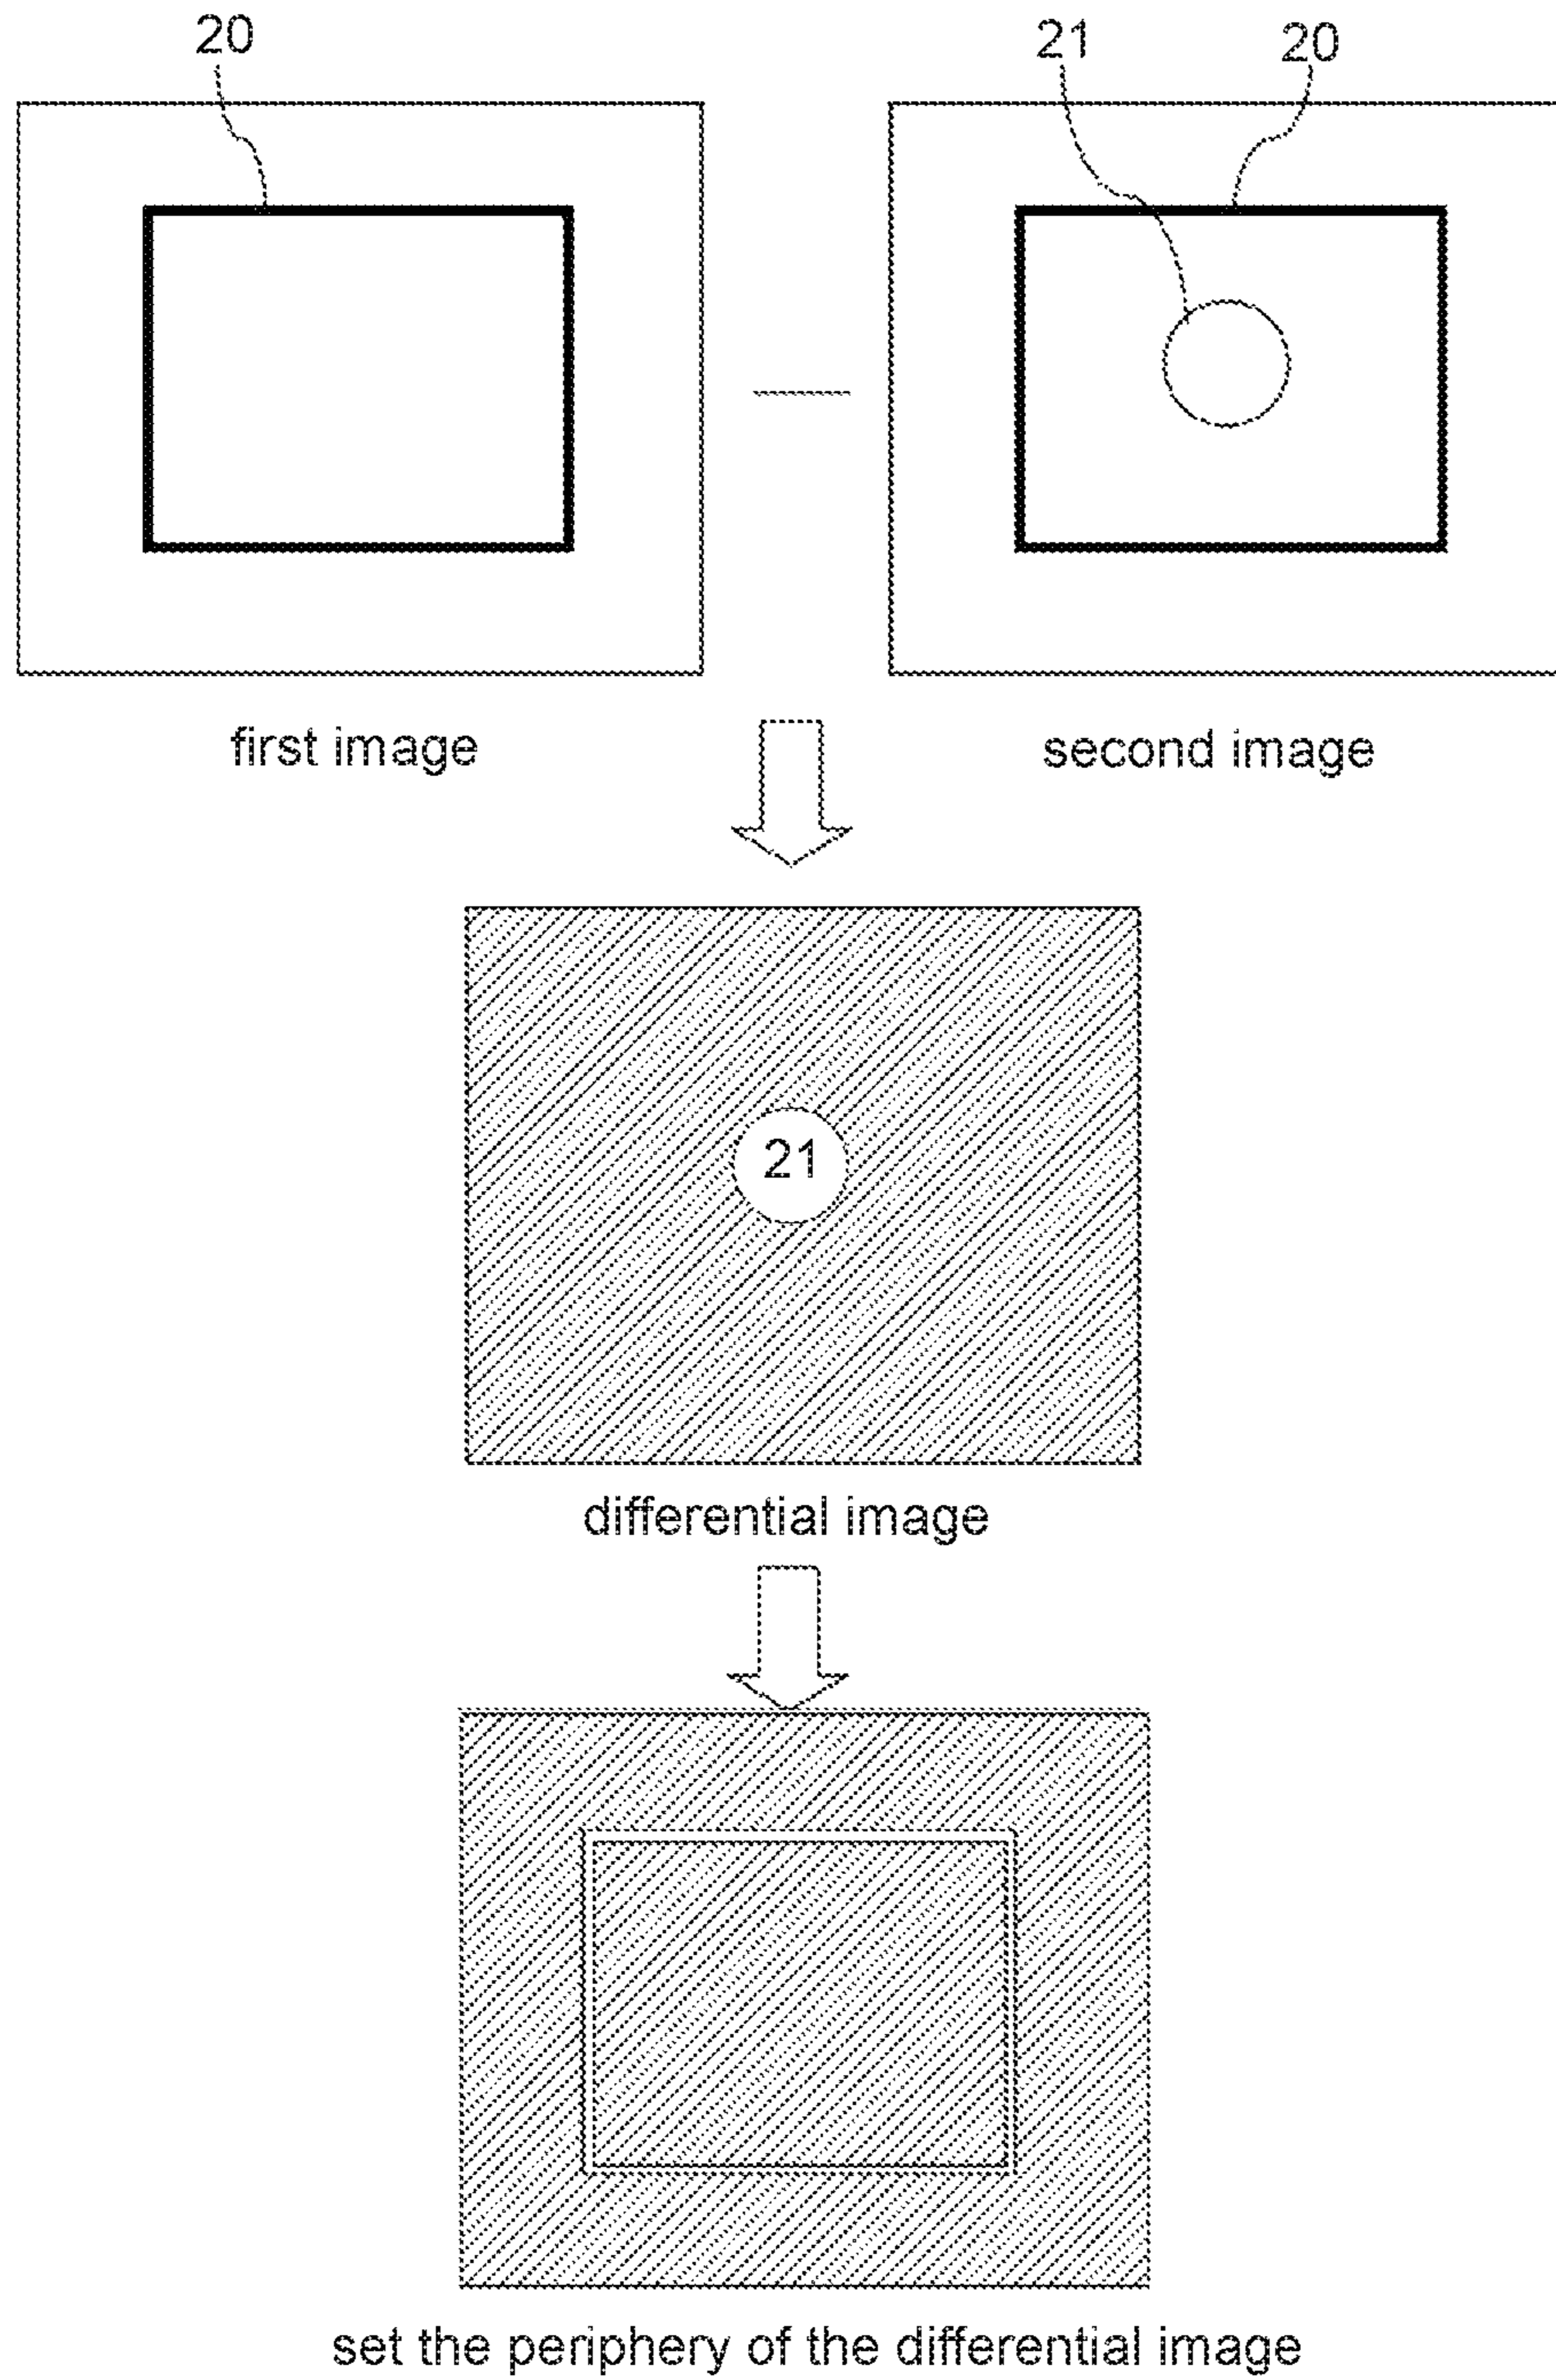 20
21 20
first image
second image
21
differential image
set the periphery of the differential image